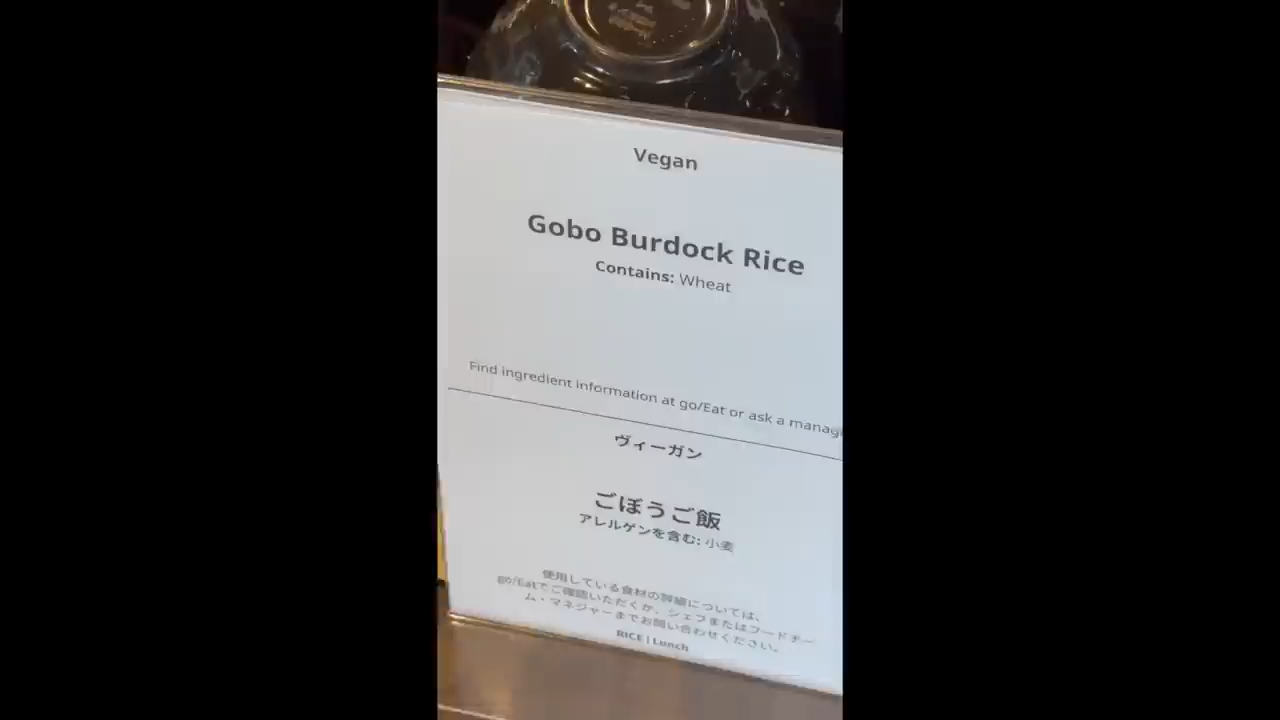 Vegan
Gobo Burdock Rice
Contains: Wheat
Find ingredient information at go/Eat or ask a manag
ヴィーガン
ごぼうご飯
アレルゲンを含む: 小麦
使用している食材の詳細については、
go/Eatでご確認いただくか、シェフまたはフードチー
ム・マネジャーまでお問い合わせください。
RICE | Lunch